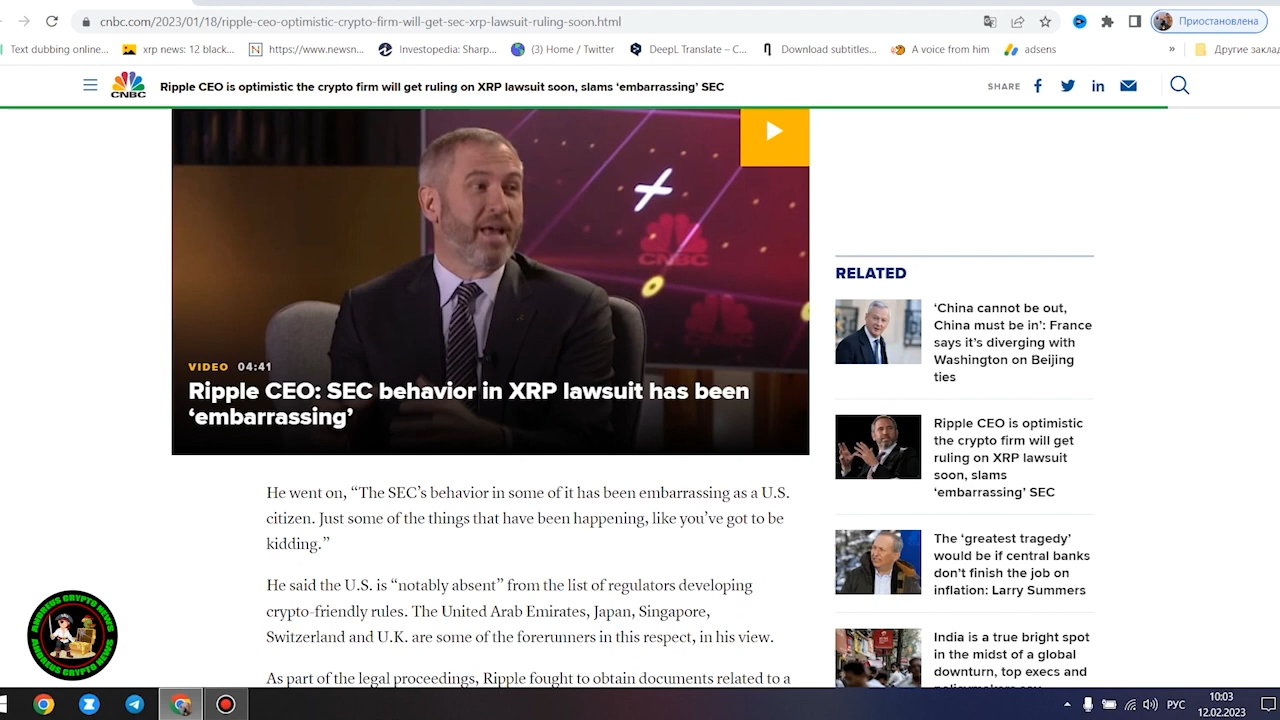 cnbc.com/2023/01/18/ripple-ceo-optimistic-crypto-firm-will-get-sec-xrp-lawsuit-ruling-soon.html
Приостановлена
Text dubbing online...
xrp news: 12 black...
https://www.newsn...
Investopedia: Sharp...
(3) Home / Twitter
DeepL Translate – C...
Download subtitles...
A voice from him
adsens
»
Другие закла
CNBC
Ripple CEO is optimistic the crypto firm will get ruling on XRP lawsuit soon, slams ‘embarrassing’ SEC
SHARE
CNBC
VIDEO 04:41
Ripple CEO: SEC behavior in XRP lawsuit has been
‘embarrassing’
He went on, “The SEC’s behavior in some of it has been embarrassing as a U.S.
citizen. Just some of the things that have been happening, like you’ve got to be
kidding.”
He said the U.S. is “notably absent” from the list of regulators developing
crypto-friendly rules. The United Arab Emirates, Japan, Singapore,
Switzerland and U.K. are some of the forerunners in this respect, in his view.
As part of the legal proceedings, Ripple fought to obtain documents related to a
RELATED
‘China cannot be out,
China must be in’: France
says it’s diverging with
Washington on Beijing
ties
Ripple CEO is optimistic
the crypto firm will get
ruling on XRP lawsuit
soon, slams
‘embarrassing’ SEC
The ‘greatest tragedy’
would be if central banks
don’t finish the job on
inflation: Larry Summers
India is a true bright spot
in the midst of a global
downturn, top execs and
policymakers say
ANDREUS CRYPTO NEWS
ANDREUS CRYPTO NEWS
РУС
10:03
12.02.2023